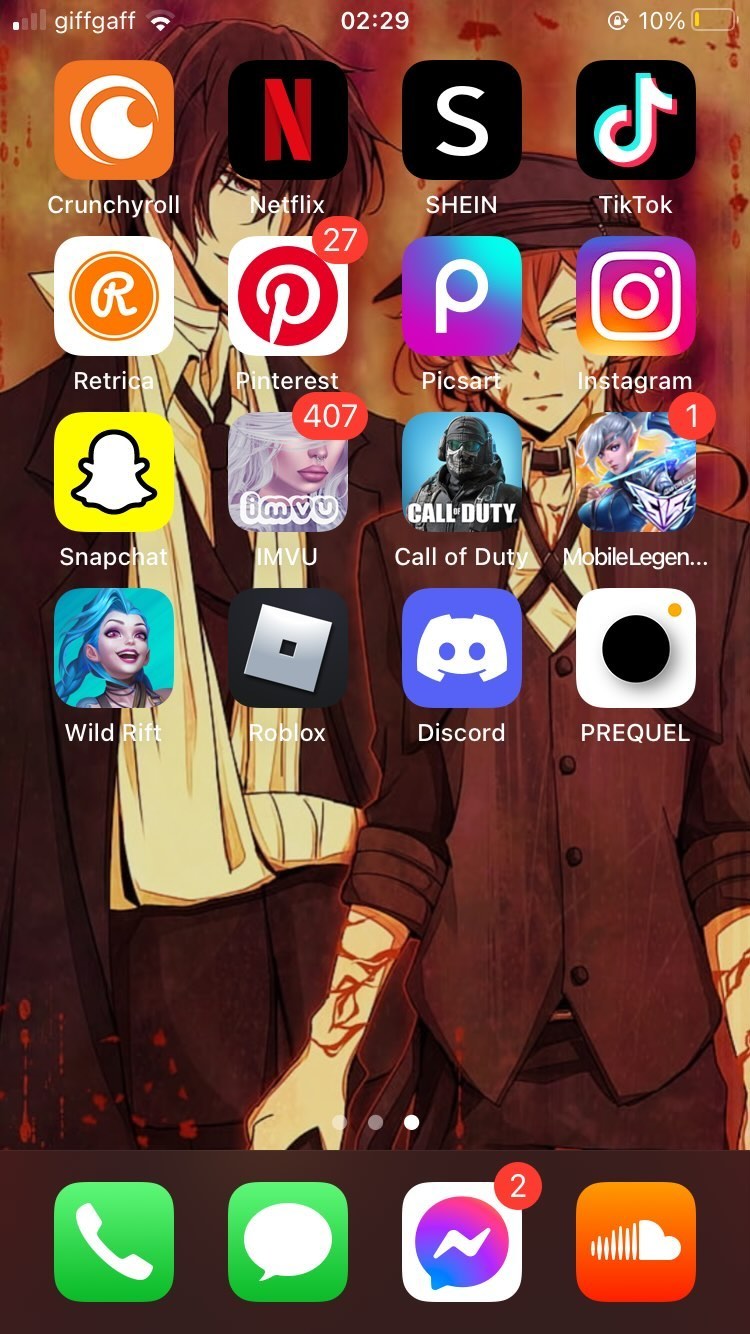 giffgaff 02:29 10%
Crunchyroll Netflix SHEIN TikTok
27
Retrica Pinterest Picsart Instagram
407 1
imvu CALL OF DUTY
Snapchat IMVU Call of Duty MobileLegen...
Wild Rift Roblox Discord PREQUEL
2